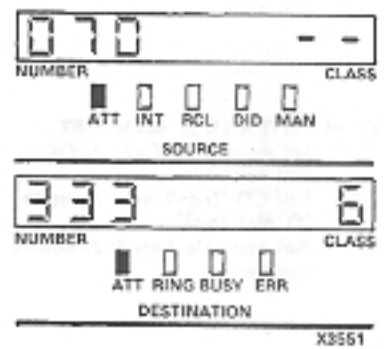 070 --
NUMBER CLASS
ATT INT RCL DID MAN
SOURCE
333 6
NUMBER CLASS
ATT RING BUSY ERR
DESTINATION
X3551